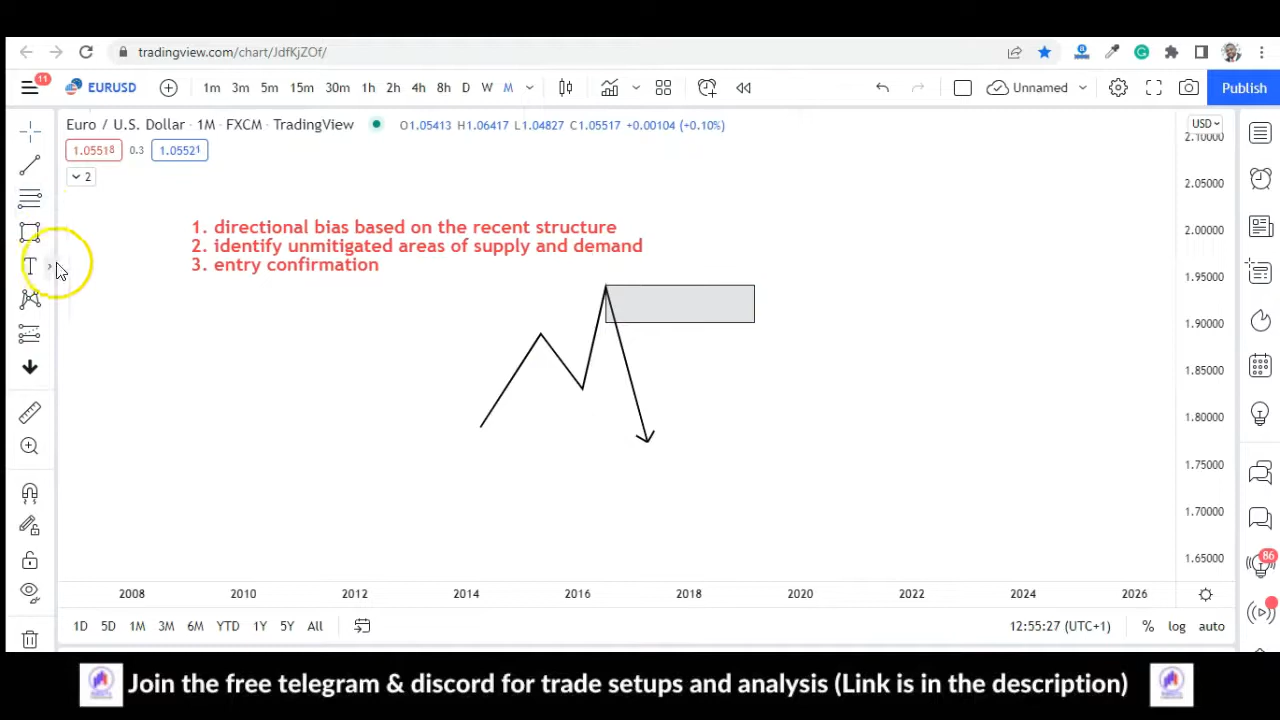 tradingview.com/chart/JdfKjZOf/
11
EURUSD
1m 3m 5m 15m 30m 1h 2h 4h 8h D W M
Unnamed
Publish
Euro / U.S. Dollar · 1M · FXCM · TradingView
O1.05413 H1.06417 L1.04827 C1.05517 +0.00104 (+0.10%)
USD
2.10000
1.05518 0.3 1.05521
2
2.05000
1. directional bias based on the recent structure
2. identify unmitigated areas of supply and demand
3. entry confirmation
T
2.00000
1.95000
1.90000
1.85000
1.80000
1.75000
1.70000
1.65000
86
2008 2010 2012 2014 2016 2018 2020 2022 2024 2026
1D 5D 1M 3M 6M YTD 1Y 5Y All
12:55:27 (UTC+1) % log auto
Join the free telegram & discord for trade setups and analysis (Link is in the description)